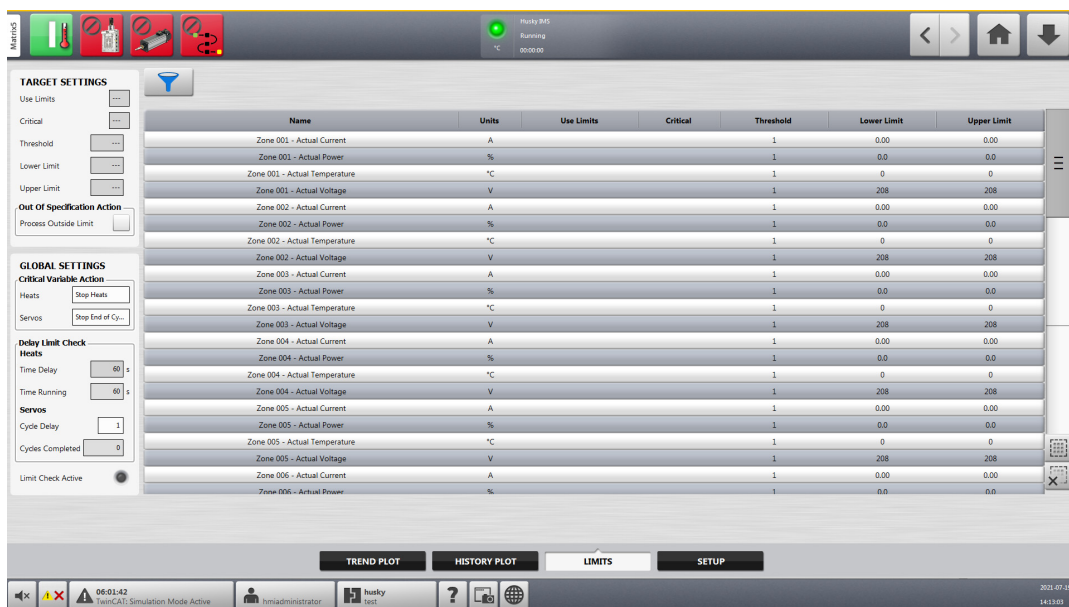 Matrix5
Husky IMS
Running
°C 00:00:00
TARGET SETTINGS
Use Limits ---
Critical ---
Threshold ---
Lower Limit ---
Upper Limit ---
Out Of Specification Action
Process Outside Limit
GLOBAL SETTINGS
Critical Variable Action
Heats Stop Heats
Servos Stop End of Cy...
Delay Limit Check
Heats
Time Delay 60 s
Time Running 60 s
Servos
Cycle Delay 1
Cycles Completed 0
Limit Check Active
Name Units Use Limits Critical Threshold Lower Limit Upper Limit
Zone 001 - Actual Current A 1 0.00 0.00
Zone 001 - Actual Power % 1 0.0 0.0
Zone 001 - Actual Temperature °C 1 0 0
Zone 001 - Actual Voltage V 1 208 208
Zone 002 - Actual Current A 1 0.00 0.00
Zone 002 - Actual Power % 1 0.0 0.0
Zone 002 - Actual Temperature °C 1 0 0
Zone 002 - Actual Voltage V 1 208 208
Zone 003 - Actual Current A 1 0.00 0.00
Zone 003 - Actual Power % 1 0.0 0.0
Zone 003 - Actual Temperature °C 1 0 0
Zone 003 - Actual Voltage V 1 208 208
Zone 004 - Actual Current A 1 0.00 0.00
Zone 004 - Actual Power % 1 0.0 0.0
Zone 004 - Actual Temperature °C 1 0 0
Zone 004 - Actual Voltage V 1 208 208
Zone 005 - Actual Current A 1 0.00 0.00
Zone 005 - Actual Power % 1 0.0 0.0
Zone 005 - Actual Temperature °C 1 0 0
Zone 005 - Actual Voltage V 1 208 208
Zone 006 - Actual Current A 1 0.00 0.00
Zone 006 - Actual Power % 1 0.0 0.0
TREND PLOT HISTORY PLOT LIMITS SETUP
06:01:42
TwinCAT; Simulation Mode Active
hmiadministrator
husky
test
?
2021-07-15
14:13:03